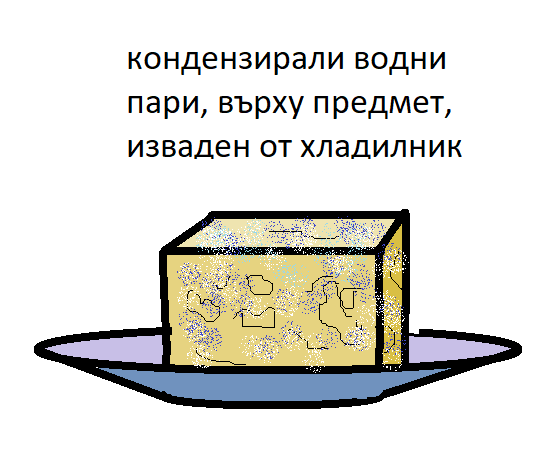 кондензирали водни
пари, върху предмет,
изваден от хладилник